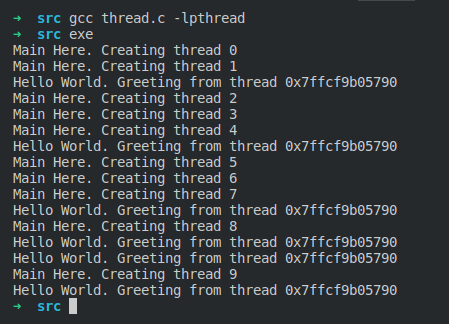 ➜ src gcc thread.c -lpthread
➜ src exe
Main Here. Creating thread 0
Main Here. Creating thread 1
Hello World. Greeting from thread 0x7ffcf9b05790
Main Here. Creating thread 2
Main Here. Creating thread 3
Main Here. Creating thread 4
Hello World. Greeting from thread 0x7ffcf9b05790
Main Here. Creating thread 5
Main Here. Creating thread 6
Main Here. Creating thread 7
Hello World. Greeting from thread 0x7ffcf9b05790
Main Here. Creating thread 8
Hello World. Greeting from thread 0x7ffcf9b05790
Hello World. Greeting from thread 0x7ffcf9b05790
Main Here. Creating thread 9
Hello World. Greeting from thread 0x7ffcf9b05790
➜ src